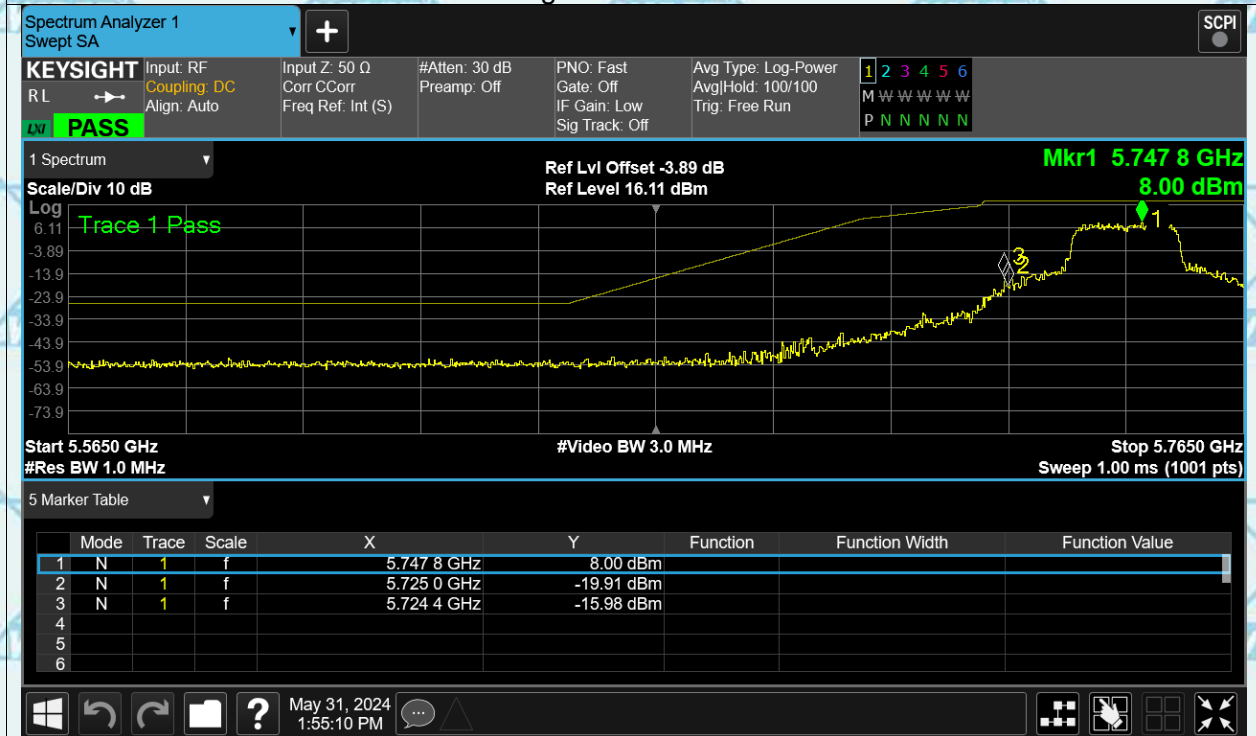 Spectrum Analyzer 1
Swept SA
+
SCPI
KEYSIGHT
R L
LXI PASS
Input: RF
Coupling: DC
Align: Auto
Input Z: 50 Ω
Corr CCorr
Freq Ref: Int (S)
#Atten: 30 dB
Preamp: Off
PNO: Fast
Gate: Off
IF Gain: Low
Sig Track: Off
Avg Type: Log-Power
Avg|Hold: 100/100
Trig: Free Run
1 2 3 4 5 6
M W W W W W
P N N N N N
1 Spectrum
Scale/Div 10 dB
Ref Lvl Offset -3.89 dB
Ref Level 16.11 dBm
Mkr1 5.747 8 GHz
8.00 dBm
Log
Trace 1 Pass
6.11
-3.89
-13.9
-23.9
-33.9
-43.9
-53.9
-63.9
-73.9
1
3
2
Start 5.5650 GHz
#Res BW 1.0 MHz
#Video BW 3.0 MHz
Stop 5.7650 GHz
Sweep 1.00 ms (1001 pts)
5 Marker Table
Mode Trace Scale X Y Function Function Width Function Value
1 N 1 f 5.747 8 GHz 8.00 dBm
2 N 1 f 5.725 0 GHz -19.91 dBm
3 N 1 f 5.724 4 GHz -15.98 dBm
4
5
6
?
May 31, 2024
1:55:10 PM